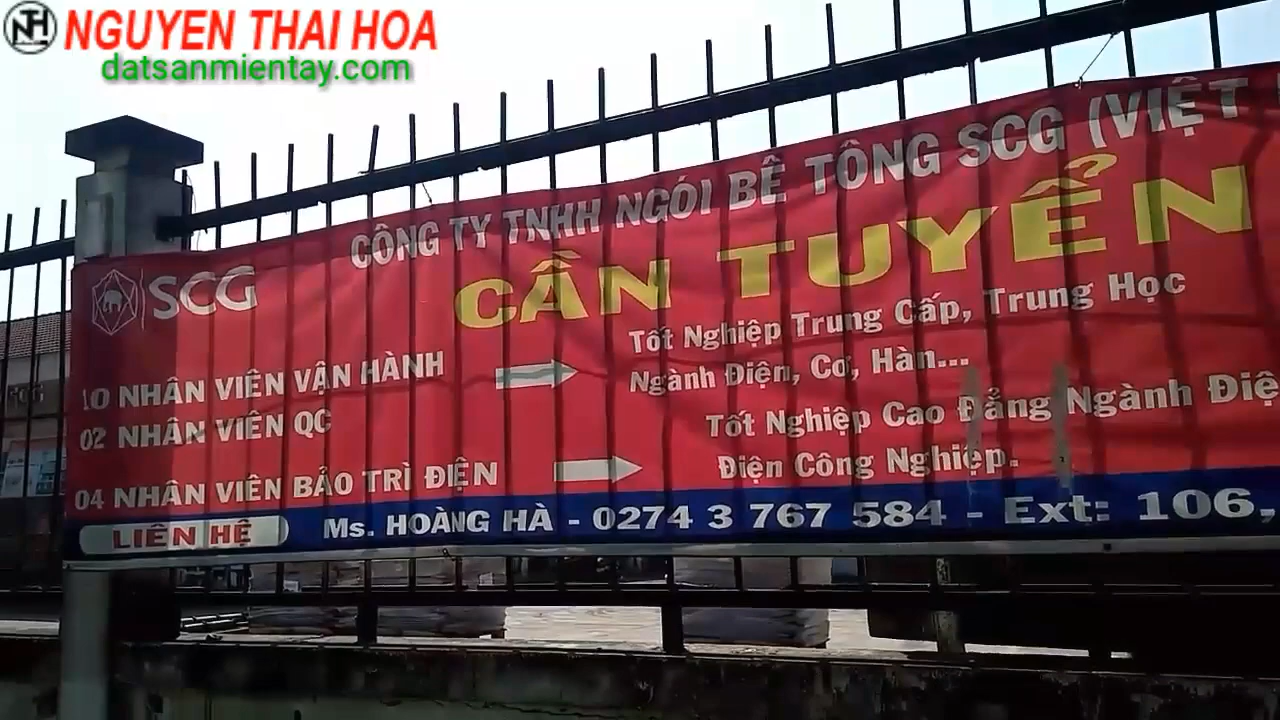 NGUYEN THAI HOA
datsanmientay.com
CÔNG TY TNHH NGÓI BÊ TÔNG SCG (VIỆT
SCG
CẦN TUYỂN
Tốt Nghiệp Trung Cấp, Trung Học
10 NHÂN VIÊN VẬN HÀNH
Ngành Điện, Cơ, Hàn...
02 NHÂN VIÊN QC
Tốt Nghiệp Cao Đẳng Ngành
04 NHÂN VIÊN BẢO TRÌ ĐIỆN
Điện Công Nghiệp.
LIÊN HỆ Ms. HOÀNG HÀ - 0274 3 767 584 - Ext: 106,